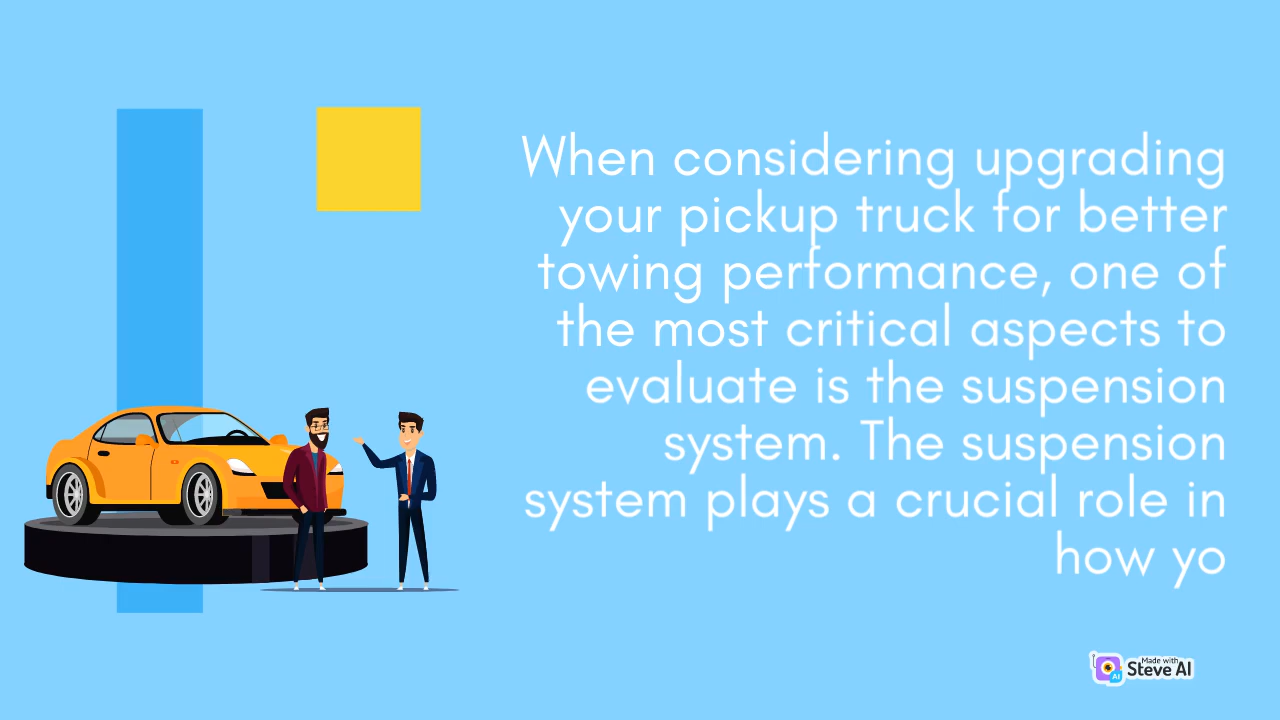 When considering upgrading
your pickup truck for better
towing performance, one of
the most critical aspects to
evaluate is the suspension
system. The suspension
system plays a crucial role in
how yo
Made with
Steve AI
AI